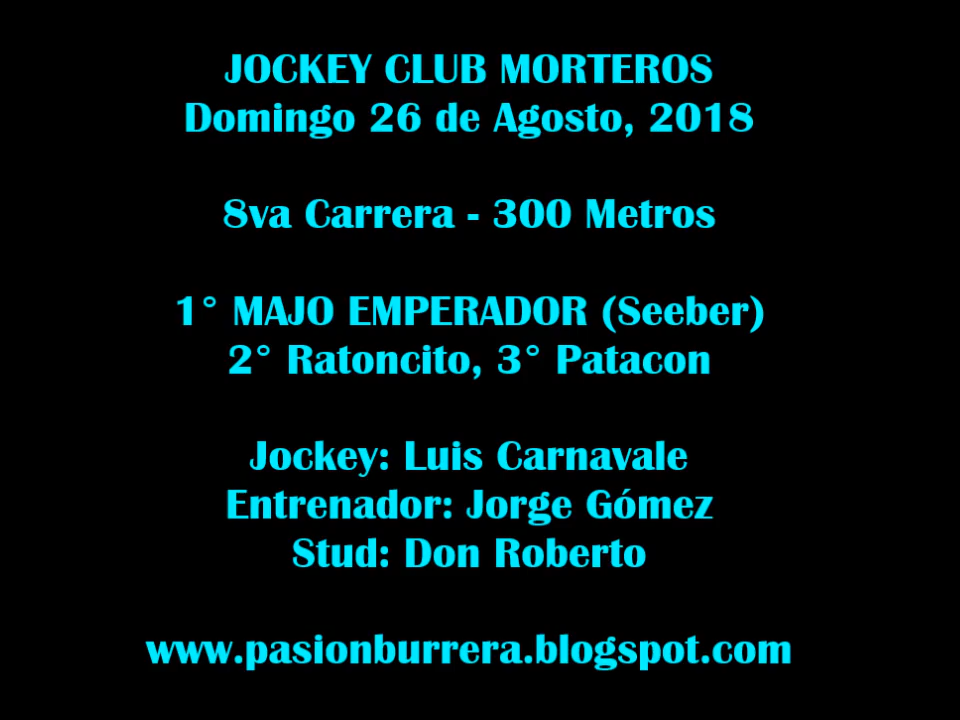 JOCKEY CLUB MORTEROS
Domingo 26 de Agosto, 2018
8va Carrera - 300 Metros
1° MAJO EMPERADOR (Seeber)
2° Ratoncito, 3° Patacon
Jockey: Luis Carnavale
Entrenador: Jorge Gómez
Stud: Don Roberto
www.pasionburrera.blogspot.com